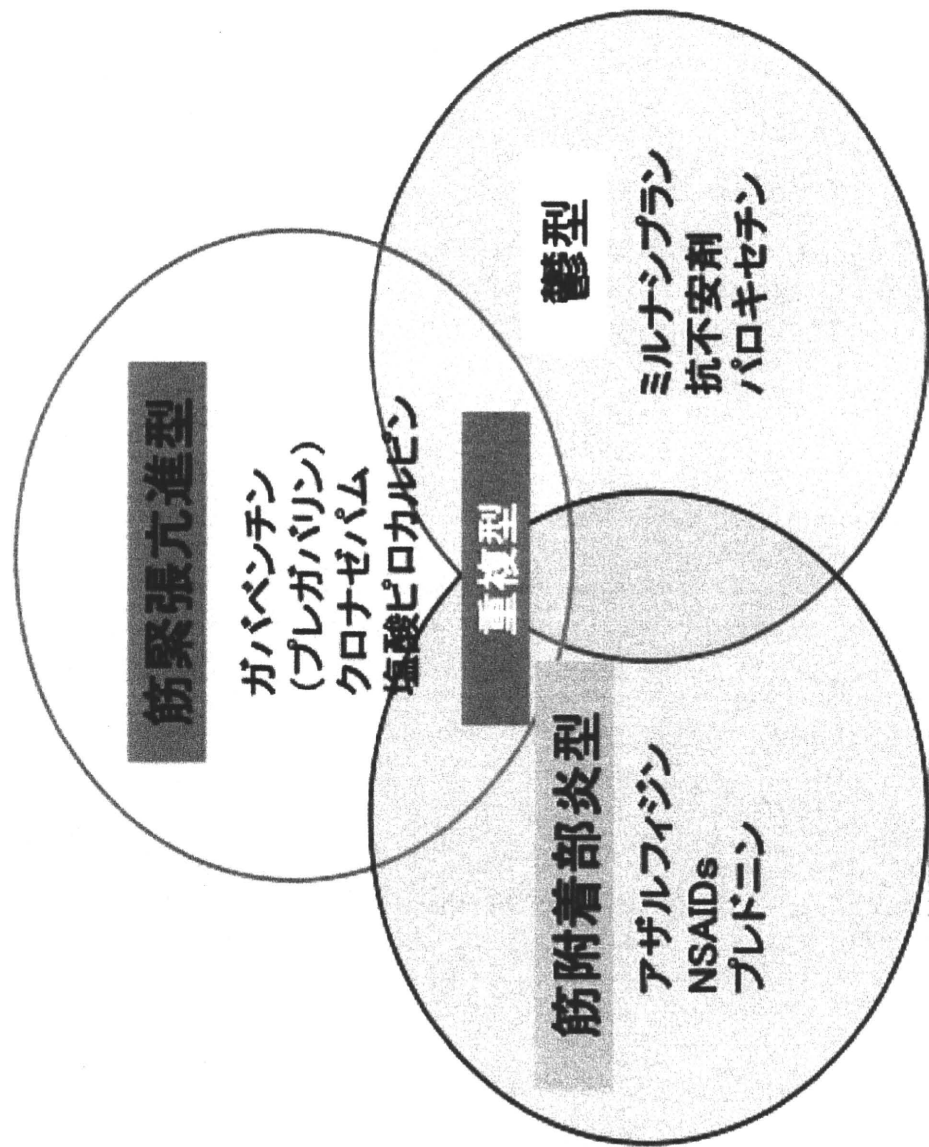 筋緊張亢進型
ガバペンチン
(プレガバリン)
クロナゼパム
塩酸ピロカルピン
重複型
筋附着部炎型
アザルフィジン
NSAIDs
プレドニン
鬱型
ミルナシプラン
抗不安剤
パロキセチン